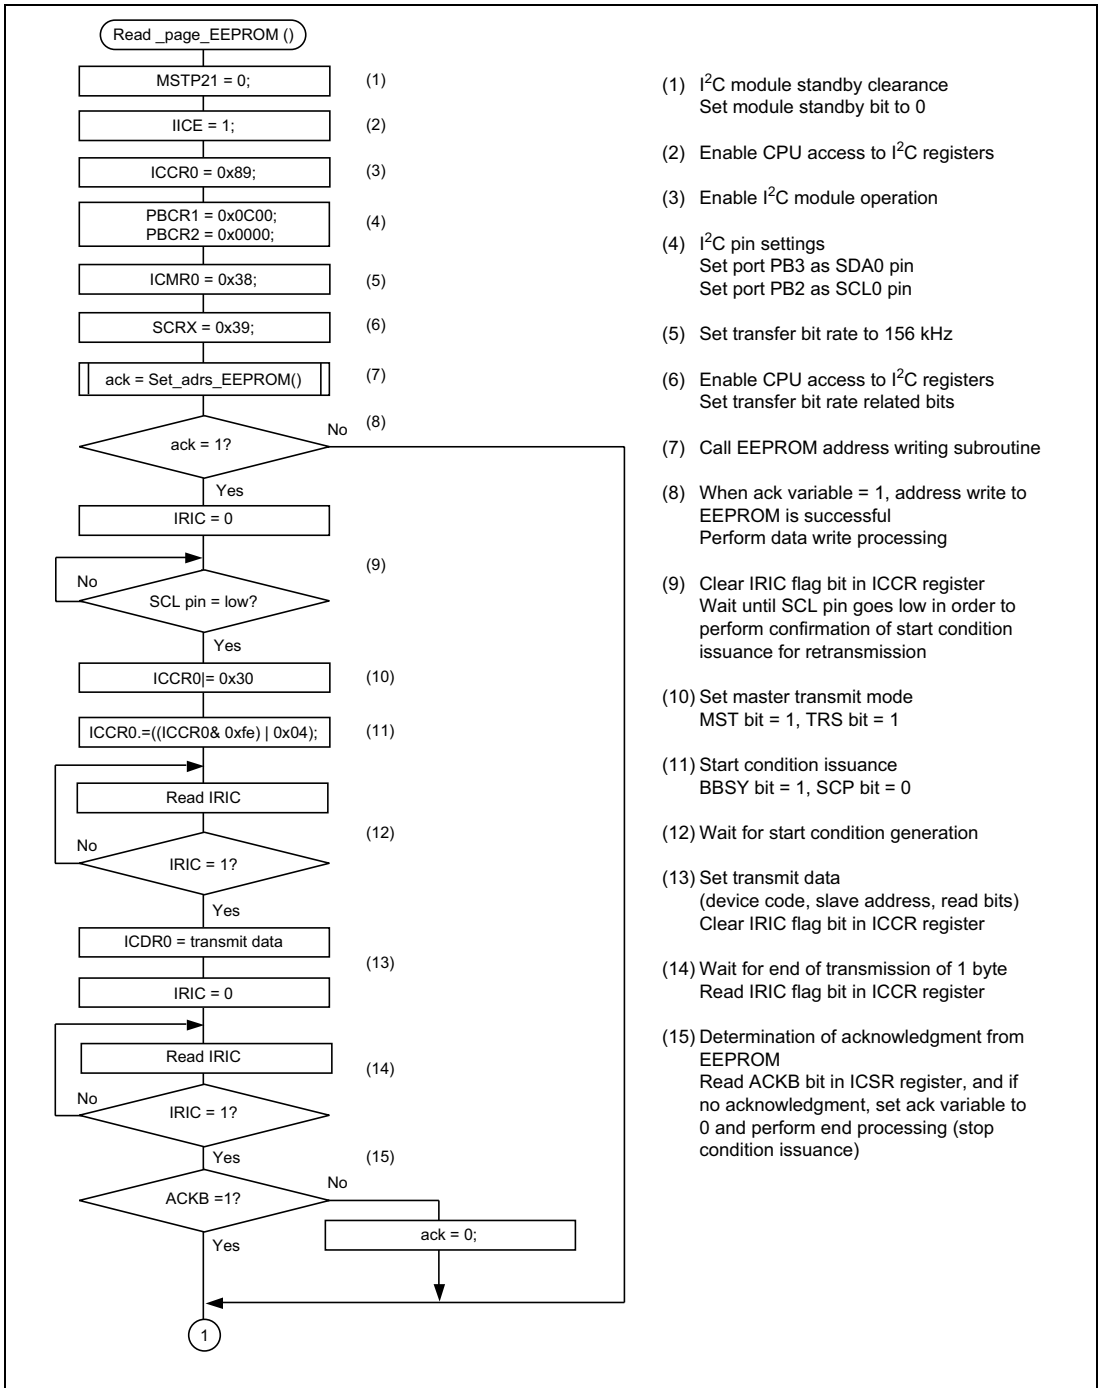 Read _page_EEPROM ()
MSTP21 = 0;
(1)
IICE = 1;
(2)
ICCR0 = 0x89;
(3)
PBCR1 = 0x0C00;
PBCR2 = 0x0000;
(4)
ICMR0 = 0x38;
(5)
SCRX = 0x39;
(6)
ack = Set_adrs_EEPROM()
(7)
ack = 1?
No
(8)
Yes
IRIC = 0
No
SCL pin = low?
(9)
Yes
ICCR0|= 0x30
(10)
ICCR0.=((ICCR0& 0xfe) | 0x04);
(11)
Read IRIC
No
IRIC = 1?
(12)
Yes
ICDR0 = transmit data
(13)
IRIC = 0
Read IRIC
(14)
No
IRIC = 1?
Yes
(15)
ACKB =1?
No
ack = 0;
Yes
1
(1) I²C module standby clearance
Set module standby bit to 0
(2) Enable CPU access to I²C registers
(3) Enable I²C module operation
(4) I²C pin settings
Set port PB3 as SDA0 pin
Set port PB2 as SCL0 pin
(5) Set transfer bit rate to 156 kHz
(6) Enable CPU access to I²C registers
Set transfer bit rate related bits
(7) Call EEPROM address writing subroutine
(8) When ack variable = 1, address write to
EEPROM is successful
Perform data write processing
(9) Clear IRIC flag bit in ICCR register
Wait until SCL pin goes low in order to
perform confirmation of start condition
issuance for retransmission
(10) Set master transmit mode
MST bit = 1, TRS bit = 1
(11) Start condition issuance
BBSY bit = 1, SCP bit = 0
(12) Wait for start condition generation
(13) Set transmit data
(device code, slave address, read bits)
Clear IRIC flag bit in ICCR register
(14) Wait for end of transmission of 1 byte
Read IRIC flag bit in ICCR register
(15) Determination of acknowledgment from
EEPROM
Read ACKB bit in ICSR register, and if
no acknowledgment, set ack variable to
0 and perform end processing (stop
condition issuance)